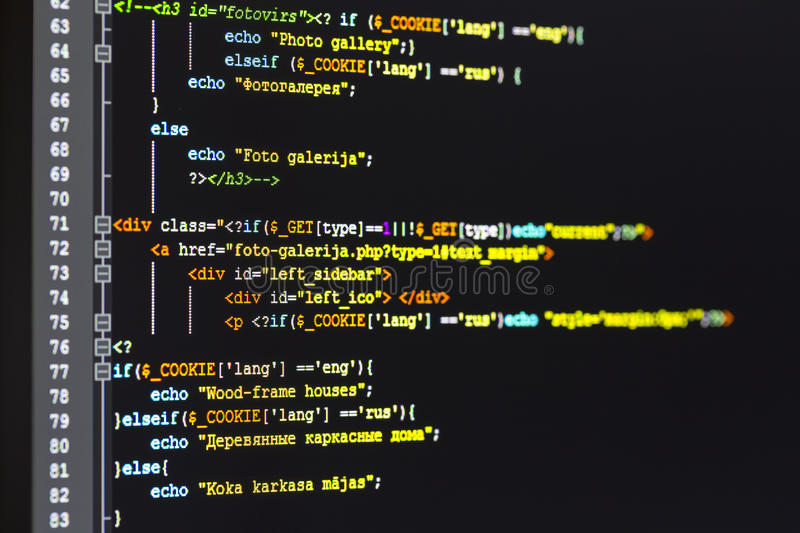 62 <!--<h3 id="fotovirs"><? if ($_COOKIE['lang'] =='eng'){
63 echo "Photo gallery";}
64 elseif ($_COOKIE['lang'] =='rus') {
65 echo "Фотогалерея";
66 }
67 else
68 echo "Foto galerija";
69 ?></h3>-->
70
71 <div class="<?if($_GET[type]==1||!$_GET[type])echo"current";?>">
72 <a href="foto-galerija.php?type=1#text_margin">
73 <div id="left_sidebar">
74 <div id="left_ico"> </div>
75 <p <?if($_COOKIE['lang'] =='rus')echo
76 <?
77 if($_COOKIE['lang'] =='eng'){
78 echo "Wood-frame houses";
79 }elseif($_COOKIE['lang'] =='rus'){
80 echo "Деревянные каркасные дома";
81 }else{
82 echo "Koka karkasa mājas";
83 }
dreamstime